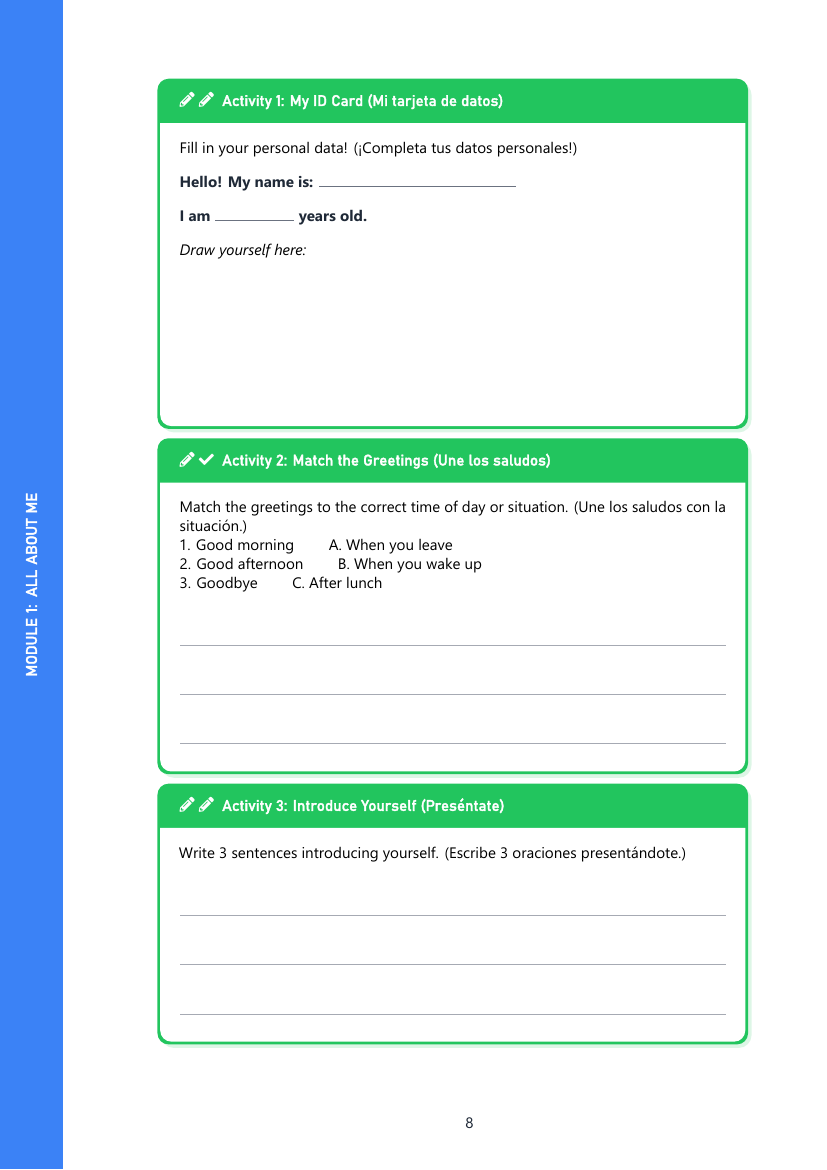 MODULE 1: ALL ABOUT ME
Activity 1: My ID Card (Mi tarjeta de datos)
Fill in your personal data! (¡Completa tus datos personales!)
Hello! My name is:
I am years old.
Draw yourself here:
Activity 2: Match the Greetings (Une los saludos)
Match the greetings to the correct time of day or situation. (Une los saludos con la
situación.)
1. Good morning A. When you leave
2. Good afternoon B. When you wake up
3. Goodbye C. After lunch
Activity 3: Introduce Yourself (Preséntate)
Write 3 sentences introducing yourself. (Escribe 3 oraciones presentándote.)
8